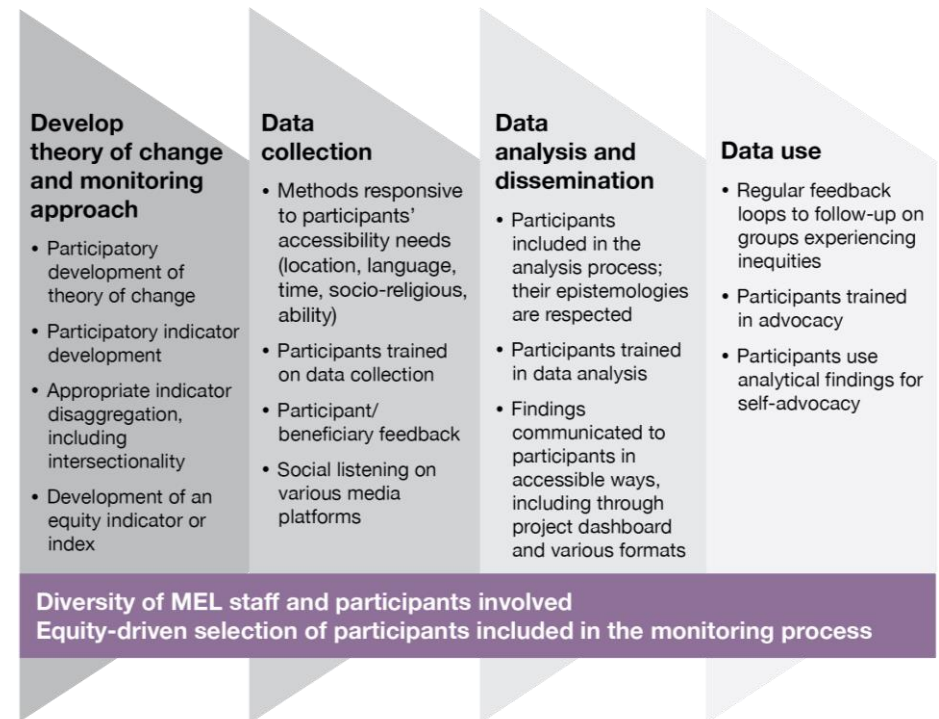 Develop
theory of change
and monitoring
approach
• Participatory
development of
theory of change
• Participatory indicator
development
• Appropriate indicator
disaggregation,
including
intersectionality
• Development of an
equity indicator or
index
Data
collection
• Methods responsive
to participants’
accessibility needs
(location, language,
time, socio-religious,
ability)
• Participants trained
on data collection
• Participant/
beneficiary feedback
• Social listening on
various media
platforms
Data
analysis and
dissemination
• Participants
included in the
analysis process;
their epistemologies
are respected
• Participants trained
in data analysis
• Findings
communicated to
participants in
accessible ways,
including through
project dashboard
and various formats
Data use
• Regular feedback
loops to follow-up on
groups experiencing
inequities
• Participants trained
in advocacy
• Participants use
analytical findings for
self-advocacy
Diversity of MEL staff and participants involved
Equity-driven selection of participants included in the monitoring process